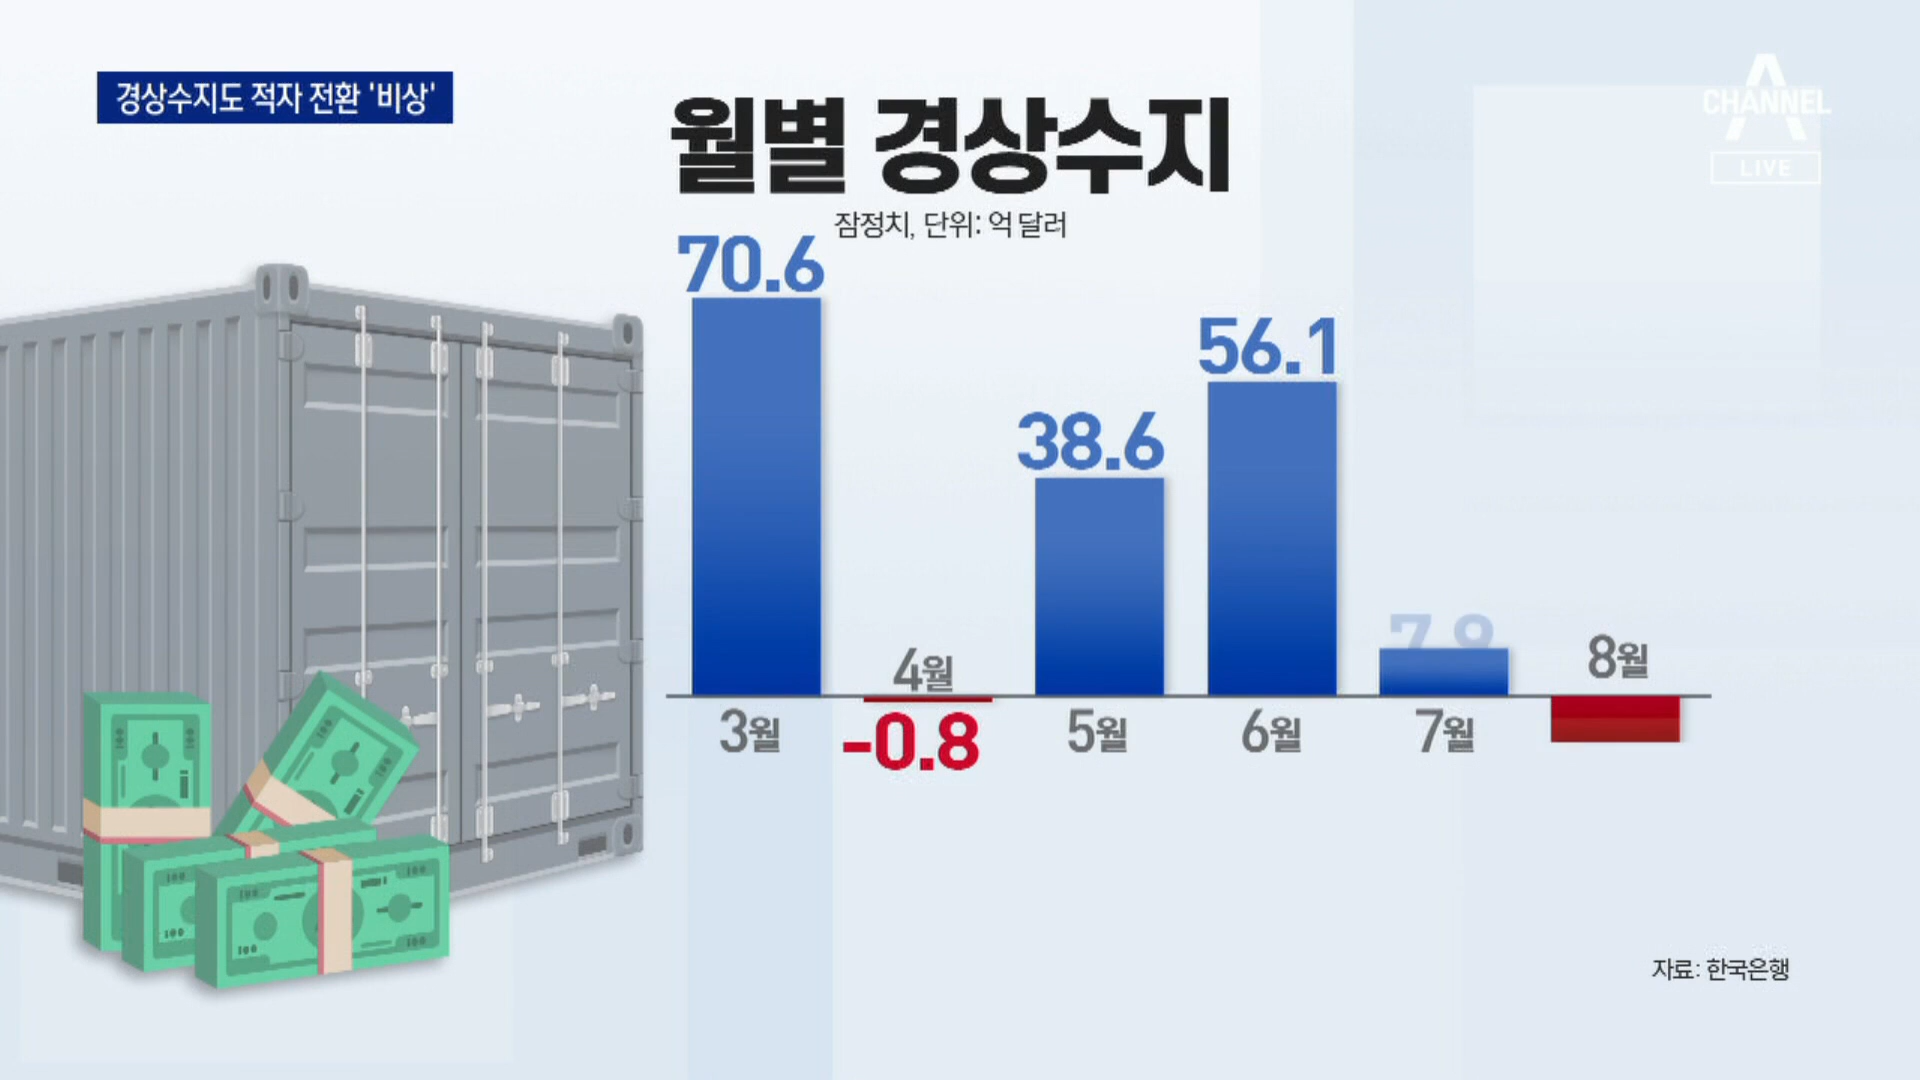 경상수지도 적자 전환 '비상'
월별 경상수지
잠정치, 단위: 억 달러
CHANNEL A
LIVE
70.6
3월
4월
-0.8
38.6
5월
56.1
6월
7월
8월
자료: 한국은행